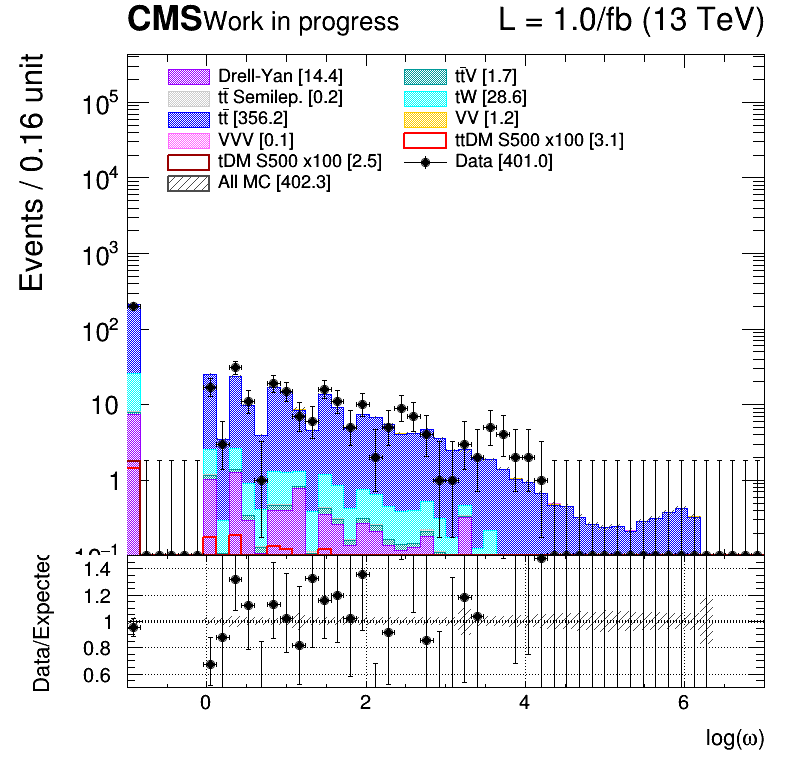 CMS Work in progress L = 1.0/fb (13 TeV)
Drell-Yan [14.4] tt̄V [1.7]
tt̄ Semilep. [0.2] tW [28.6]
tt̄ [356.2] VV [1.2]
VVV [0.1] ttDM S500 x100 [3.1]
tDM S500 x100 [2.5] Data [401.0]
All MC [402.3]
Events / 0.16 unit
10⁵
10⁴
10³
10²
10
1
10⁻¹
Data/Expected
1.4
1.2
1
0.8
0.6
0 2 4 6
log(ω)